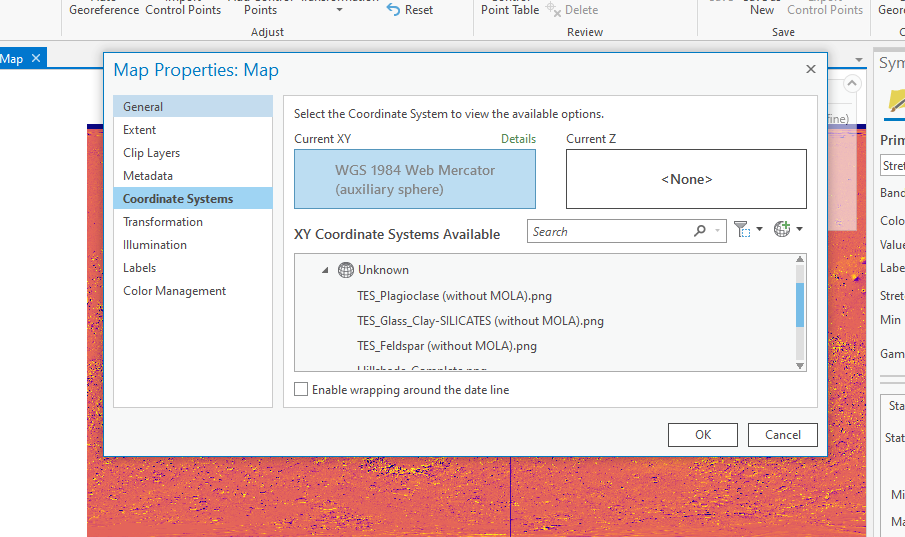 Georeference
Control Points
Points
Reset
Adjust
Point Table
Delete
Review
New
Control Points
Save
Map
Map Properties: Map
General
Extent
Clip Layers
Metadata
Coordinate Systems
Transformation
Illumination
Labels
Color Management
Select the Coordinate System to view the available options.
Current XY
Details
Current Z
WGS 1984 Web Mercator
(auxiliary sphere)
<None>
XY Coordinate Systems Available
Search
Unknown
TES_Plagioclase (without MOLA).png
TES_Glass_Clay-SILICATES (without MOLA).png
TES_Feldspar (without MOLA).png
Enable wrapping around the date line
OK
Cancel
fine)
Sym
Prim
Stret
Band
Colo
Value
Labe
Stret
Min
Gam
Sta
Stat
Mi
Ma